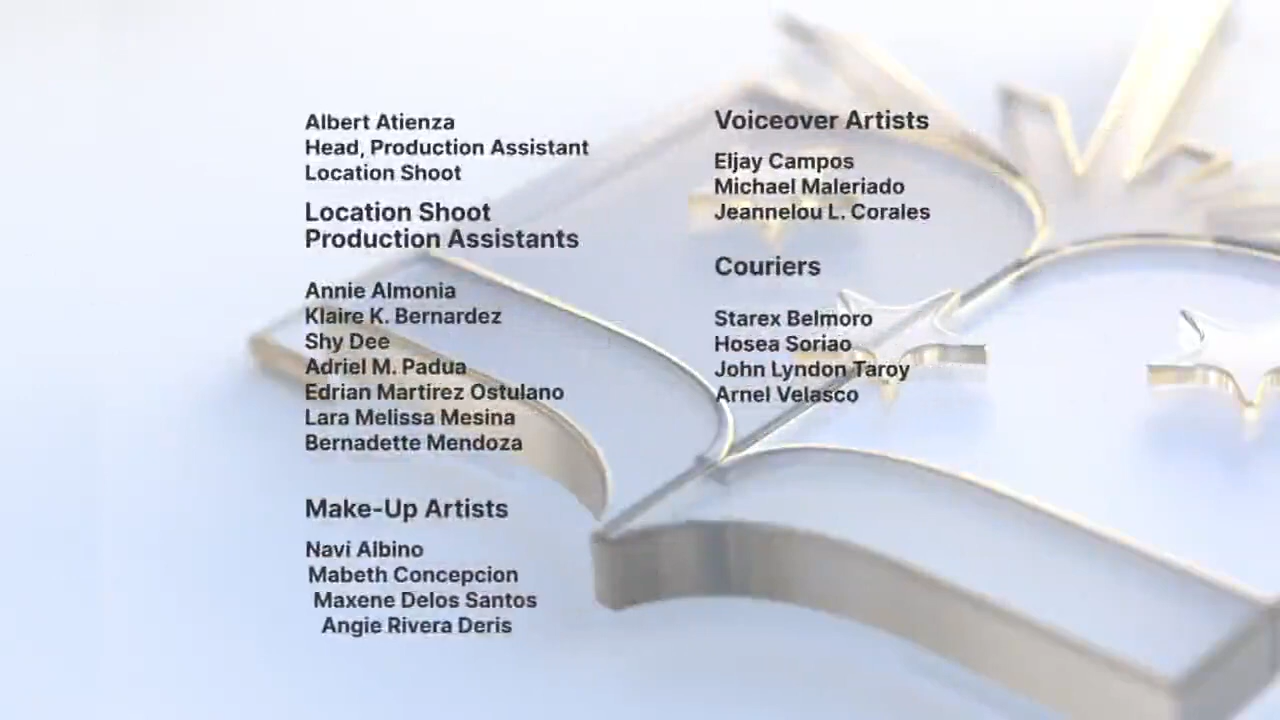 Albert Atienza
Head, Production Assistant
Location Shoot
Location Shoot
Production Assistants
Annie Almonia
Klaire K. Bernardez
Shy Dee
Adriel M. Padua
Edrian Martirez Ostulano
Lara Melissa Mesina
Bernadette Mendoza
Make-Up Artists
Navi Albino
Mabeth Concepcion
Maxene Delos Santos
Angie Rivera Deris
Voiceover Artists
Eljay Campos
Michael Maleriado
Jeannelou L. Corales
Couriers
Starex Belmoro
Hosea Soriao
John Lyndon Taroy
Arnel Velasco